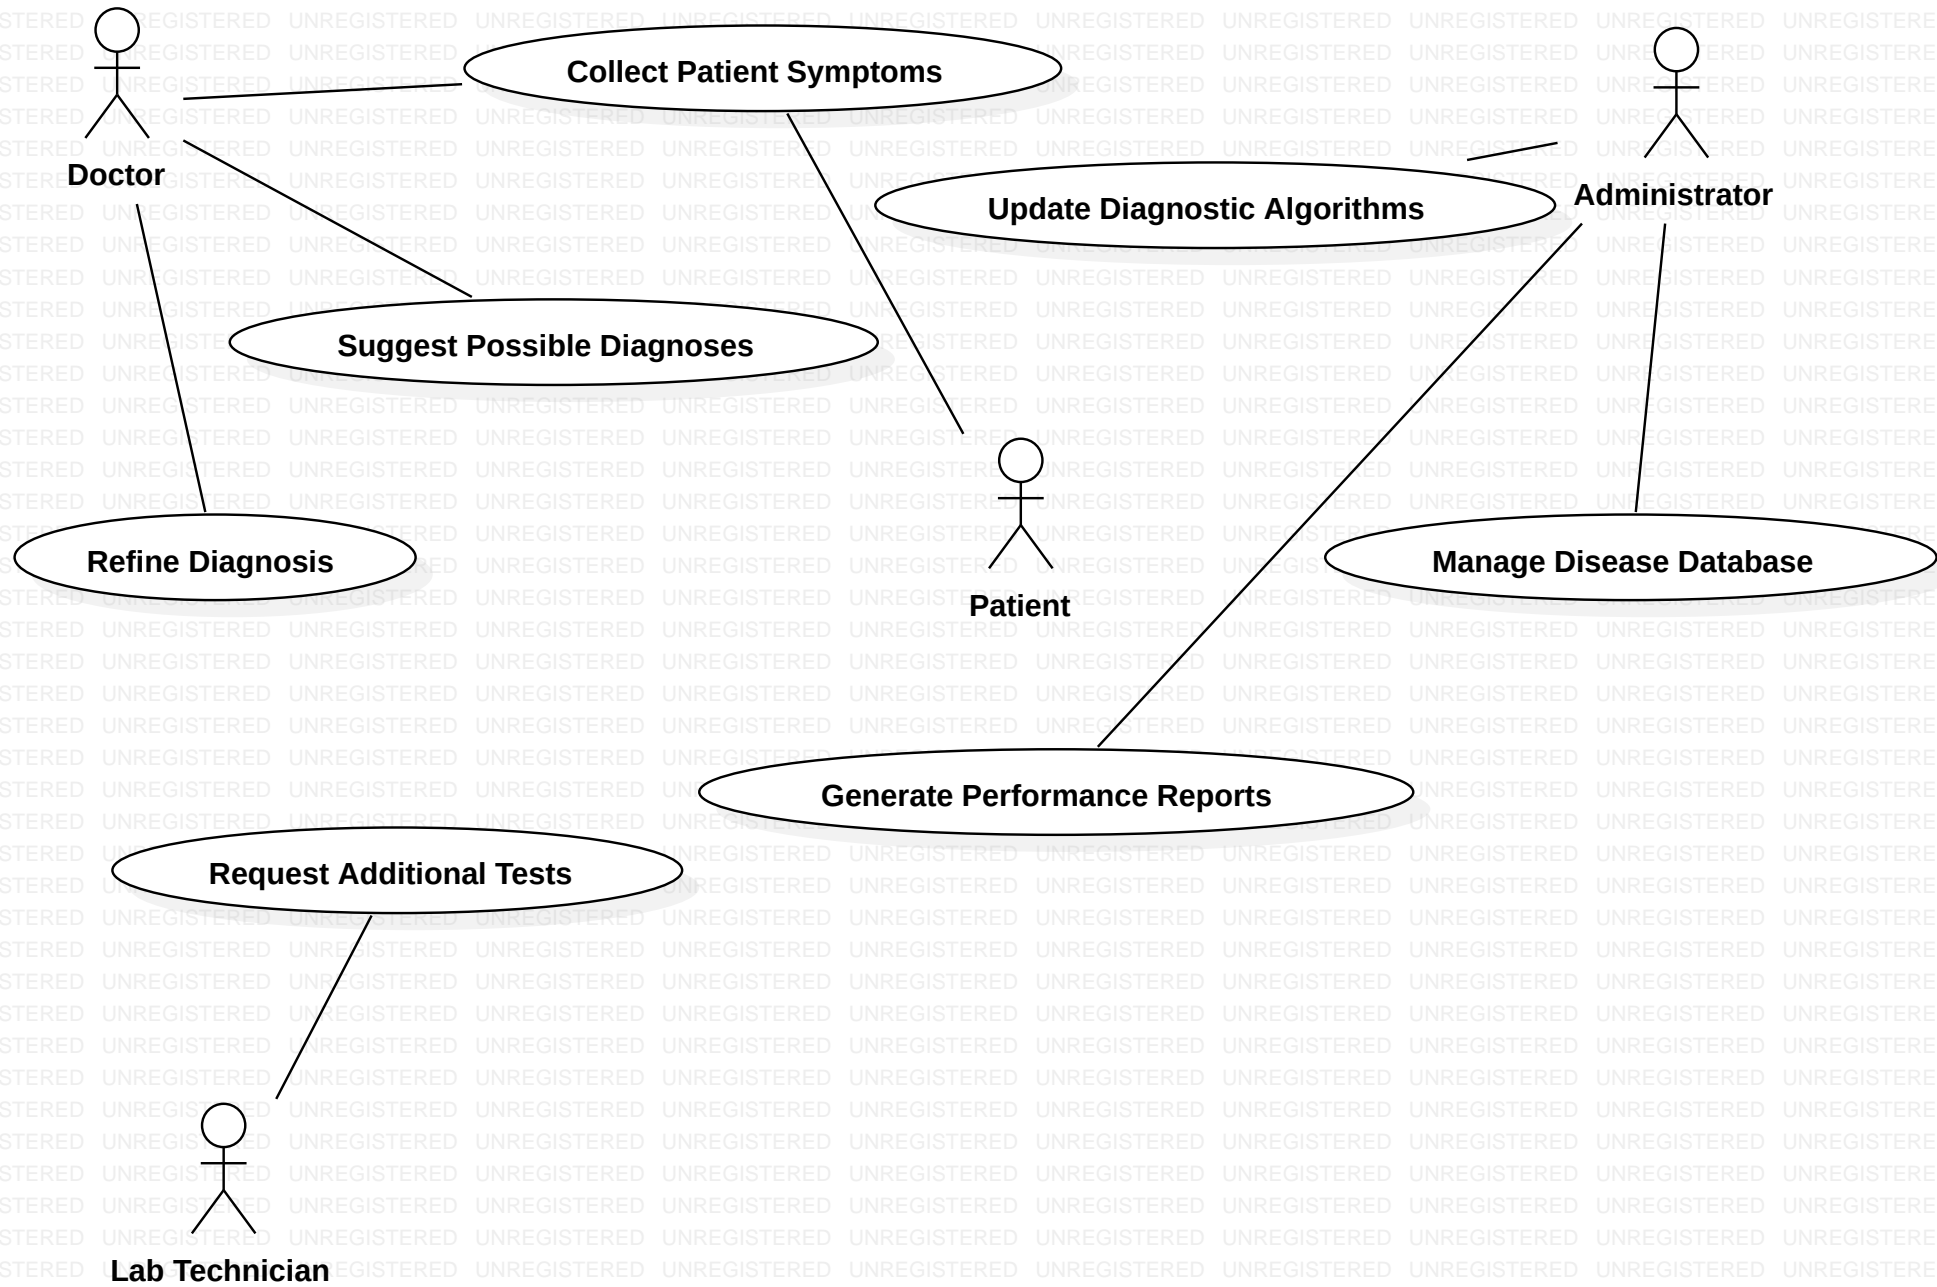 Collect Patient Symptoms
Doctor
Administrator
Update Diagnostic Algorithms
Suggest Possible Diagnoses
Refine Diagnosis
Manage Disease Database
Patient
Generate Performance Reports
Request Additional Tests
Lab Technician
UNREGISTERED